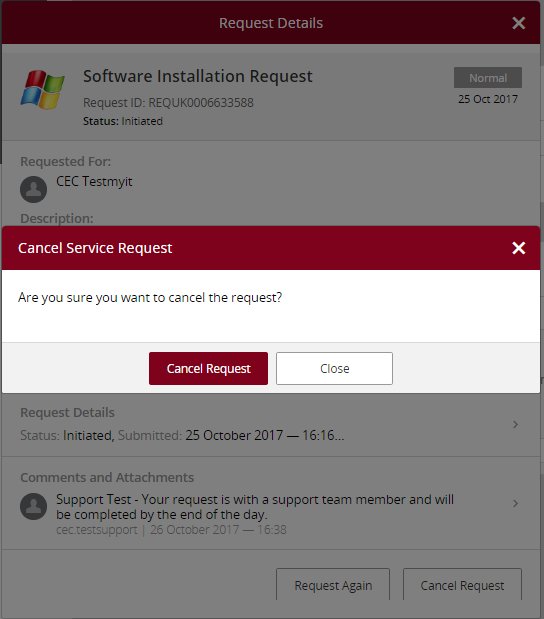 Request Details
Software Installation Request
Normal
Request ID: REQUK0006633588
25 Oct 2017
Status: Initiated
Requested For:
CEC Testmyit
Description:
Cancel Service Request
Are you sure you want to cancel the request?
Cancel Request
Close
Request Details
Status: Initiated, Submitted: 25 October 2017 — 16:16...
Comments and Attachments
Support Test - Your request is with a support team member and will
be completed by the end of the day.
cec.testsupport | 26 October 2017 — 16:38
Request Again
Cancel Request